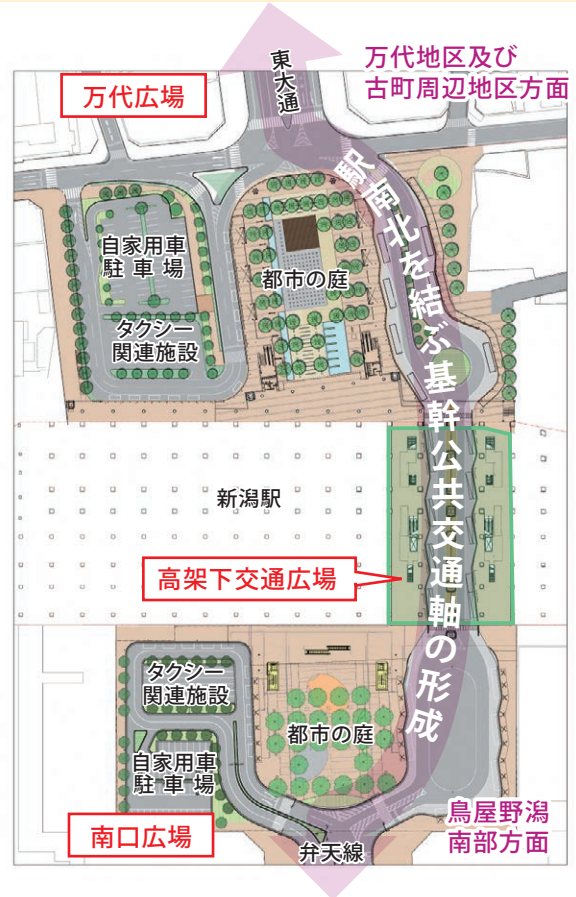 東大通
万代地区及び
古町周辺地区方面
万代広場
自家用車
駐車場
タクシー
関連施設
都市の庭
駅南北を結ぶ基幹公共交通軸の形成
新潟駅
高架下交通広場
タクシー
関連施設
自家用車
駐車場
都市の庭
南口広場
弁天線
鳥屋野潟
南部方面